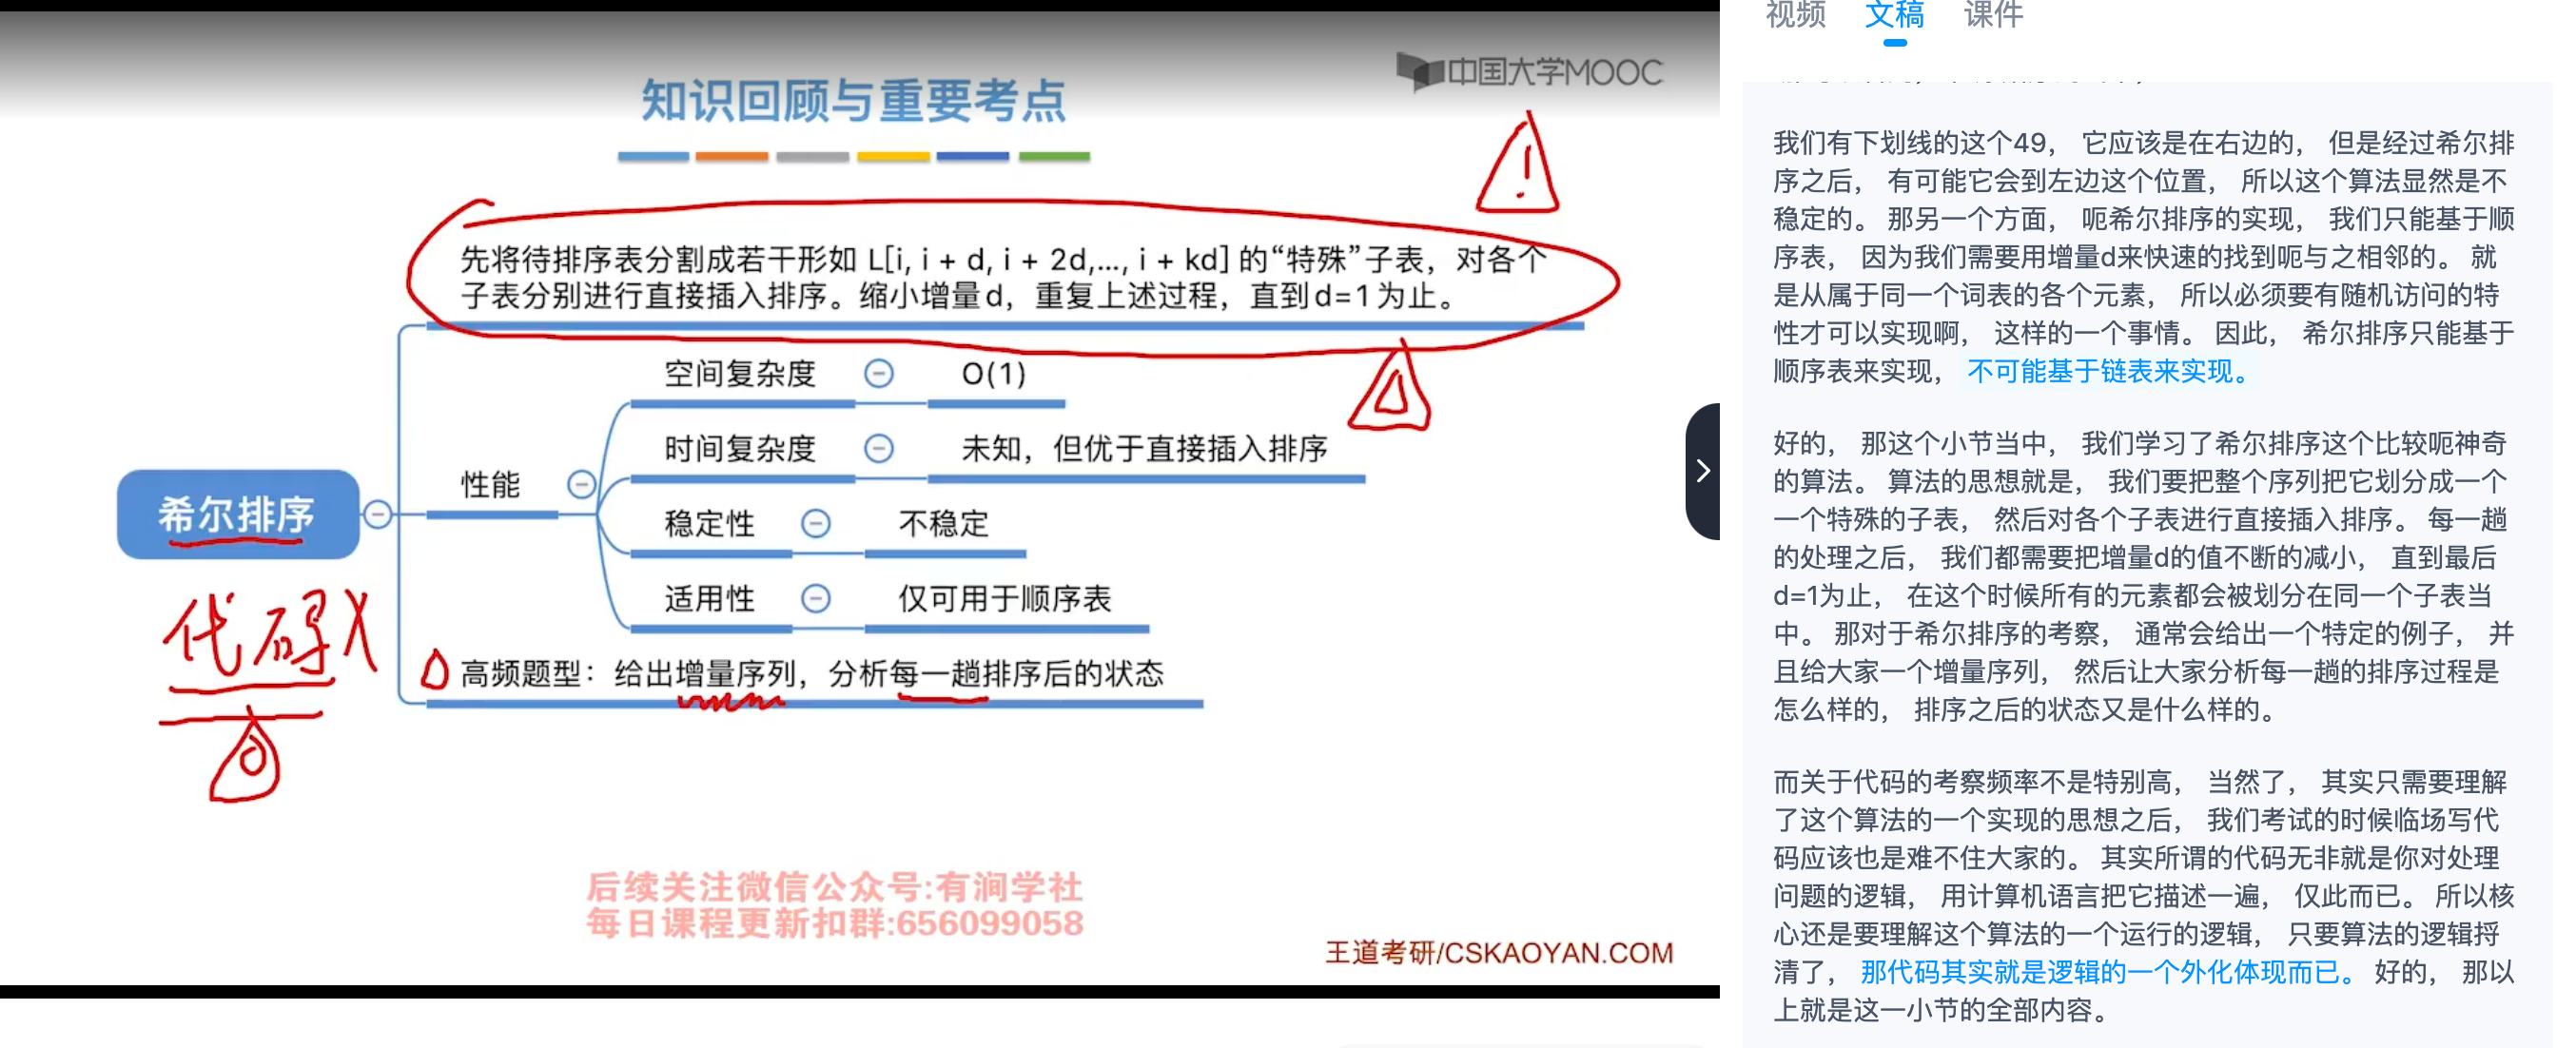 中国大学MOOC
知识回顾与重要考点
先将待排序表分割成若干形如 L[i, i + d, i + 2d,..., i + kd] 的“特殊”子表，对各个
子表分别进行直接插入排序。缩小增量d，重复上述过程，直到d=1为止。
空间复杂度 O(1)
时间复杂度 未知，但优于直接插入排序
性能
希尔排序
稳定性 不稳定
适用性 仅可用于顺序表
代码
高频题型：给出增量序列，分析每一趟排序后的状态
后续关注微信公众号:有涧学社
每日课程更新扣群:656099058
王道考研/CSKAOYAN.COM
视频 文稿 课件
我们有下划线的这个49， 它应该是在右边的， 但是经过希尔排
序之后， 有可能它会到左边这个位置， 所以这个算法显然是不
稳定的。 那另一个方面， 呃希尔排序的实现， 我们只能基于顺
序表， 因为我们需要用增量d来快速的找到呃与之相邻的。 就
是从属于同一个词表的各个元素， 所以必须要有随机访问的特
性才可以实现啊， 这样的一个事情。 因此， 希尔排序只能基于
顺序表来实现， 不可能基于链表来实现。
好的， 那这个小节当中， 我们学习了希尔排序这个比较呃神奇
的算法。 算法的思想就是， 我们要把整个序列把它划分成一个
一个特殊的子表， 然后对各个子表进行直接插入排序。 每一趟
的处理之后， 我们都需要把增量d的值不断的减小， 直到最后
d=1为止， 在这个时候所有的元素都会被划分在同一个子表当
中。 那对于希尔排序的考察， 通常会给出一个特定的例子， 并
且给大家一个增量序列， 然后让大家分析每一趟的排序过程是
怎么样的， 排序之后的状态又是什么样的。
而关于代码的考察频率不是特别高， 当然了， 其实只需要理解
了这个算法的一个实现的思想之后， 我们考试的时候临场写代
码应该也是难不住大家的。 其实所谓的代码无非就是你对处理
问题的逻辑， 用计算机语言把它描述一遍， 仅此而已。 所以核
心还是要理解这个算法的一个运行的逻辑， 只要算法的逻辑捋
清了， 那代码其实就是逻辑的一个外化体现而已。 好的， 那以
上就是这一小节的全部内容。